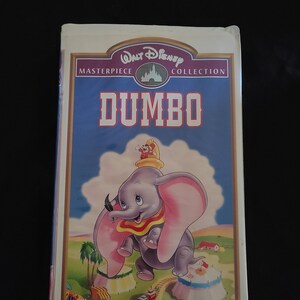 Walt Disney
MASTERPIECE COLLECTION
DUMBO